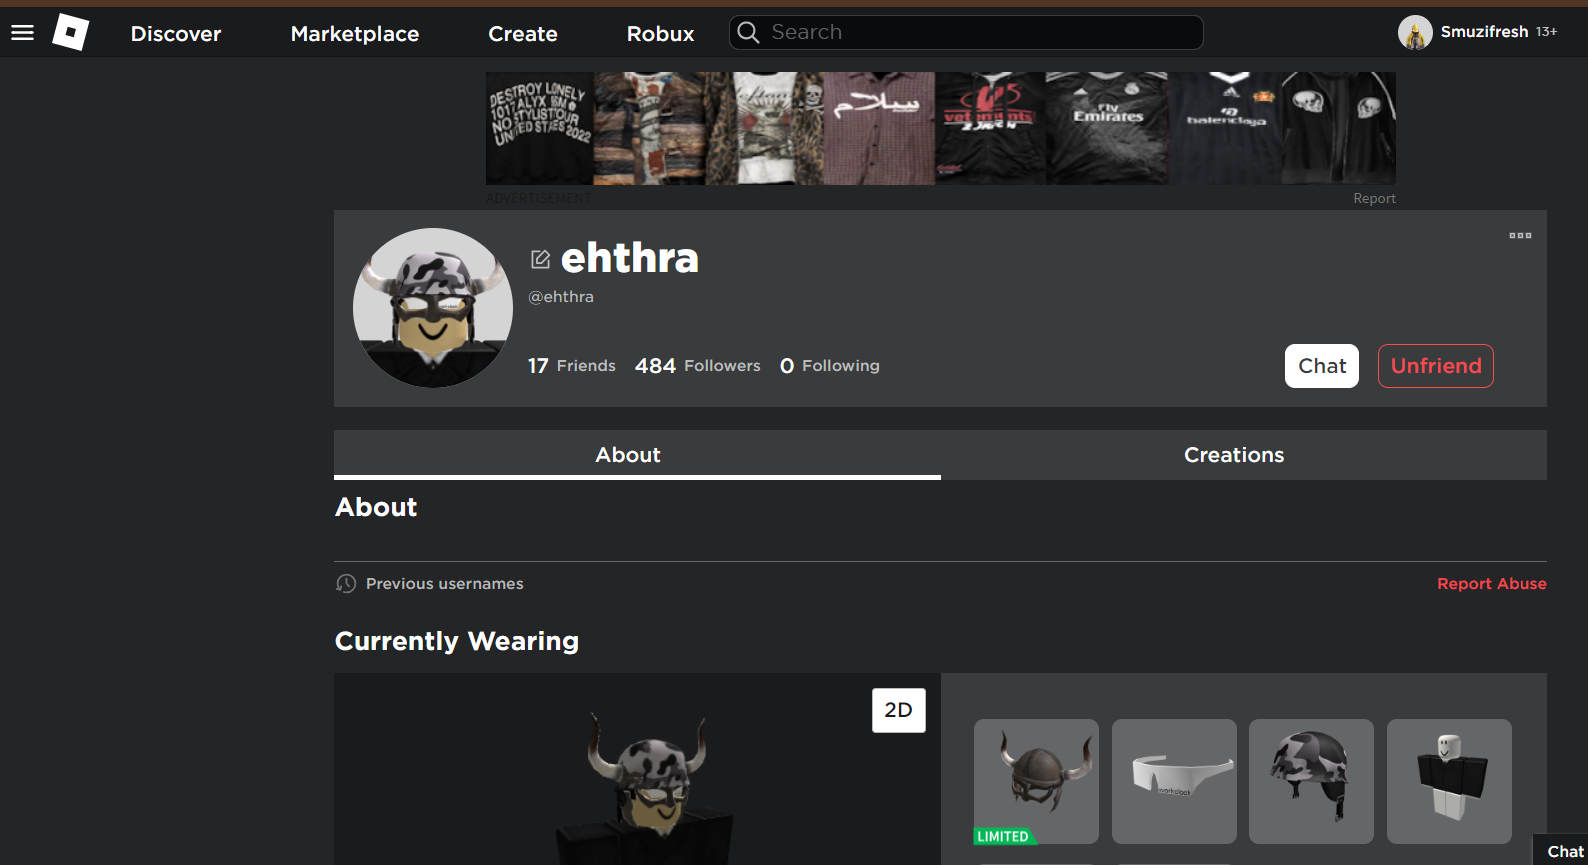 Discover Marketplace Create Robux Search Smuzifresh 13+
DESTROY LONELY
1017 ALYX 9SM
NO STYLIST TOUR
UNITED STATES 2022
سلام
vetements
Fly
Emirates
balenciaga
ADVERTISEMENT Report
ehthra
@ehthra
17 Friends 484 Followers 0 Following Chat Unfriend
About Creations
About
Previous usernames Report Abuse
Currently Wearing
2D
workclock
LIMITED
Chat